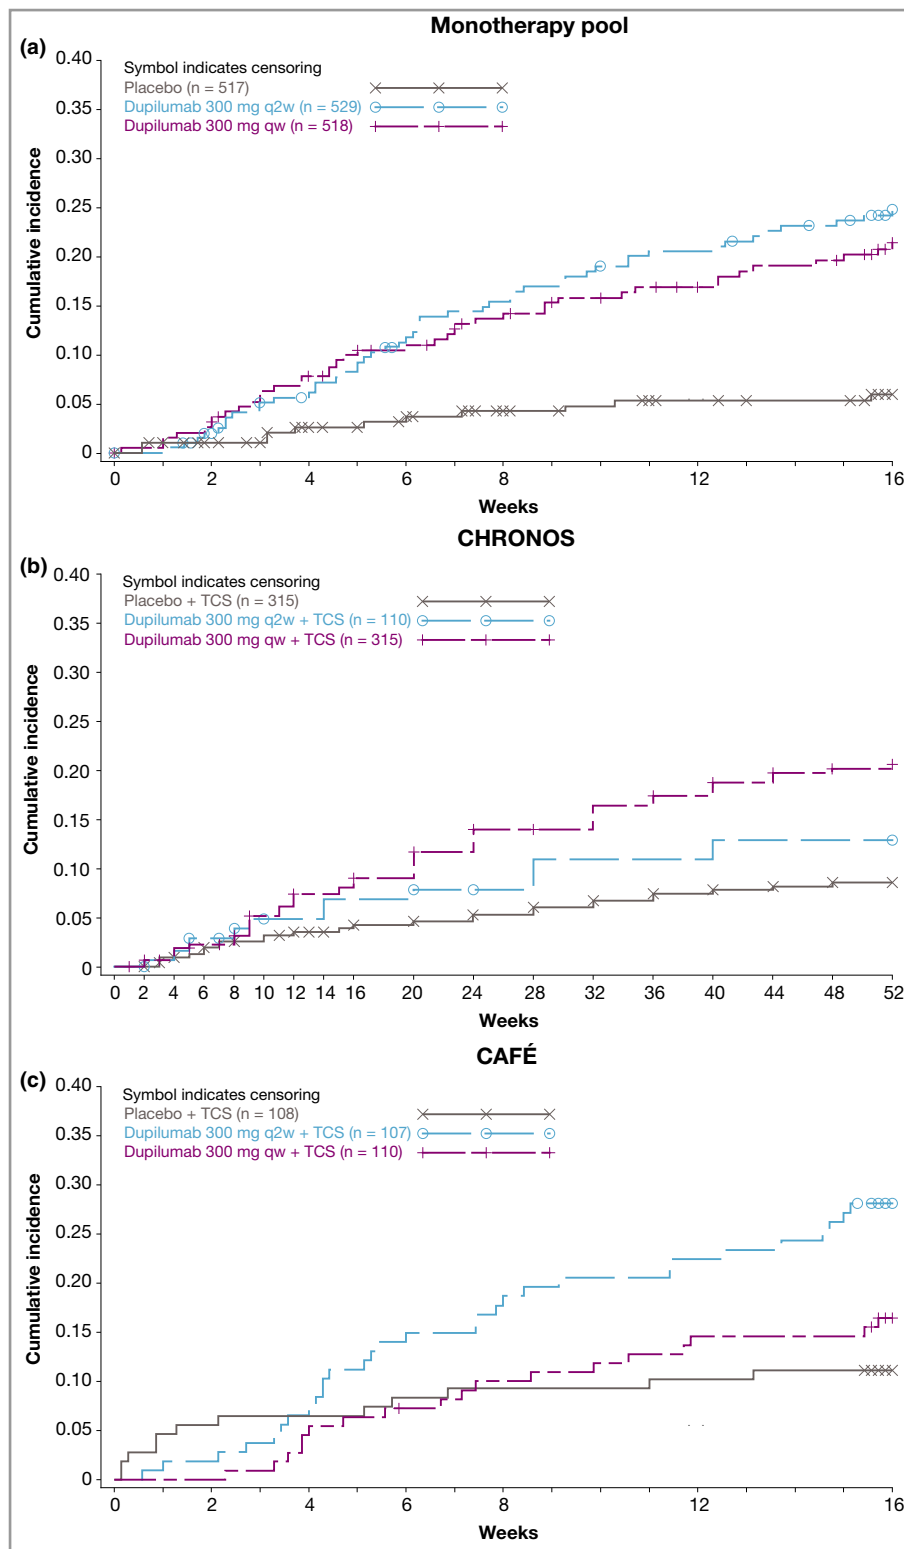 Monotherapy pool
(a)
0.40
0.35
0.30
0.25
0.20
0.15
0.10
0.05
0
Cumulative incidence
Symbol indicates censoring
Placebo (n = 517)
Dupilumab 300 mg q2w (n = 529)
Dupilumab 300 mg qw (n = 518)
0 2 4 6 8 12 16
Weeks
CHRONOS
(b)
0.40
0.35
0.30
0.25
0.20
0.15
0.10
0.05
0
Cumulative incidence
Symbol indicates censoring
Placebo + TCS (n = 315)
Dupilumab 300 mg q2w + TCS (n = 110)
Dupilumab 300 mg qw + TCS (n = 315)
0 2 4 6 8 10 12 14 16 20 24 28 32 36 40 44 48 52
Weeks
CAFÉ
(c)
0.40
0.35
0.30
0.25
0.20
0.15
0.10
0.05
0
Cumulative incidence
Symbol indicates censoring
Placebo + TCS (n = 108)
Dupilumab 300 mg q2w + TCS (n = 107)
Dupilumab 300 mg qw + TCS (n = 110)
0 2 4 6 8 12 16
Weeks